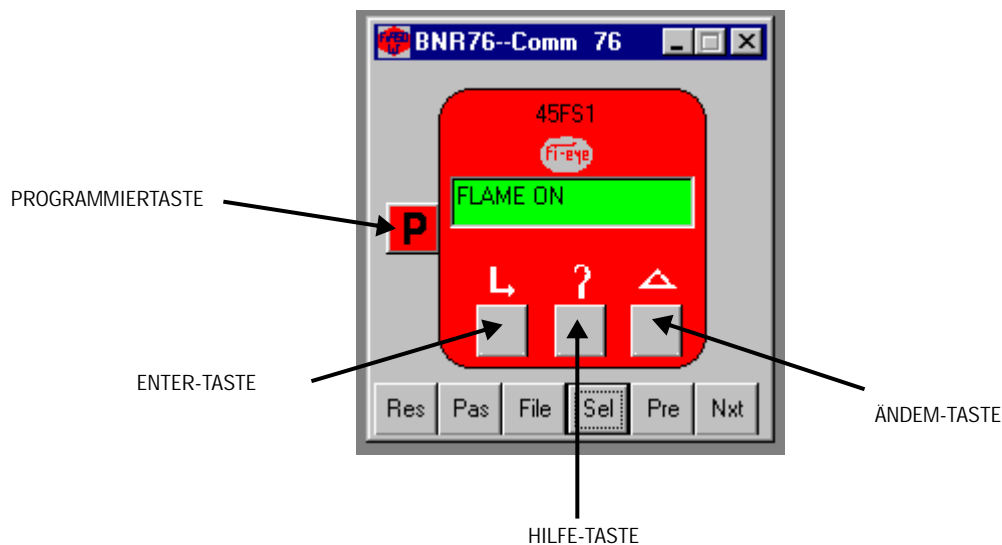 BNR76--Comm 76
45FS1
Fi-eye
FLAME ON
PROGRAMMIERTASTE
P
?
ENTER-TASTE
Res Pas File Sel Pre Nxt
ÄNDEM-TASTE
HILFE-TASTE